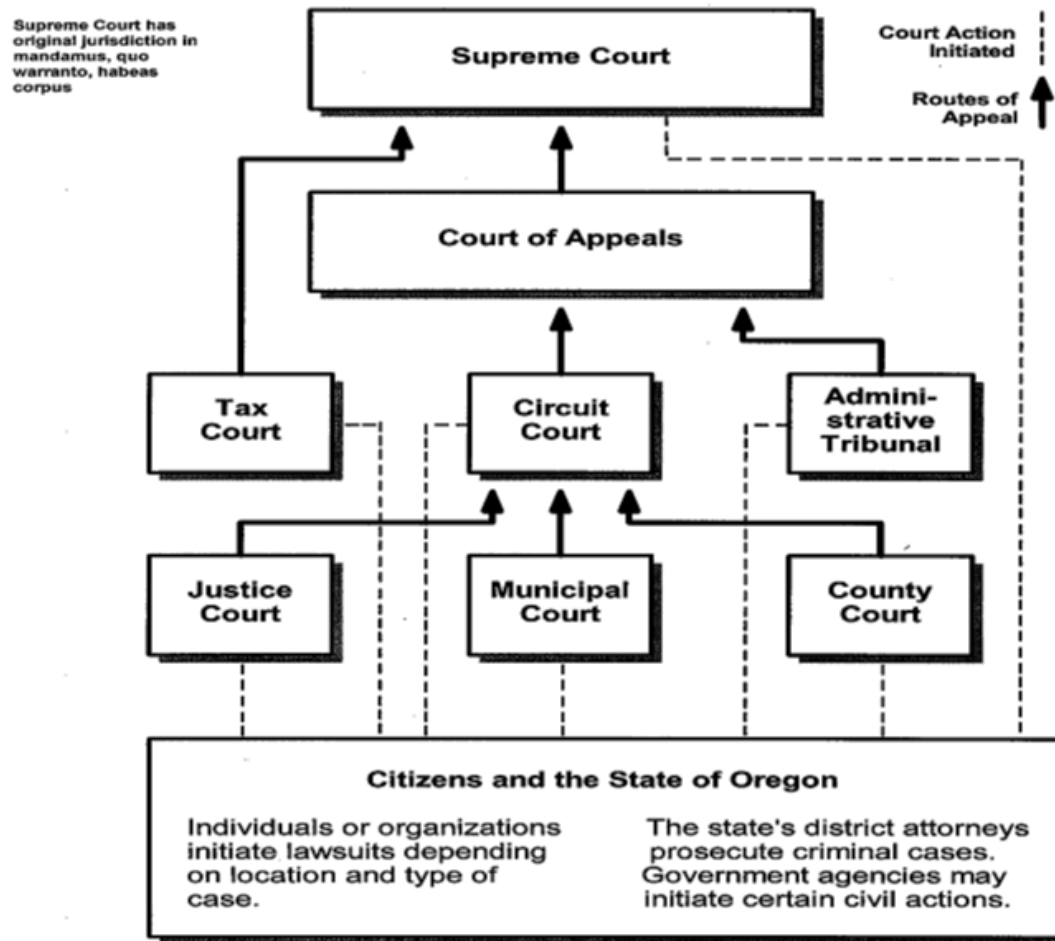 Supreme Court has
original jurisdiction in
mandamus, quo
warranto, habeas
corpus
Supreme Court
Court Action
Initiated
Routes of
Appeal
Court of Appeals
Tax
Court
Circuit
Court
Admini-
strative
Tribunal
Justice
Court
Municipal
Court
County
Court
Citizens and the State of Oregon
Individuals or organizations
initiate lawsuits depending
on location and type of
case.
The state's district attorneys
prosecute criminal cases.
Government agencies may
initiate certain civil actions.